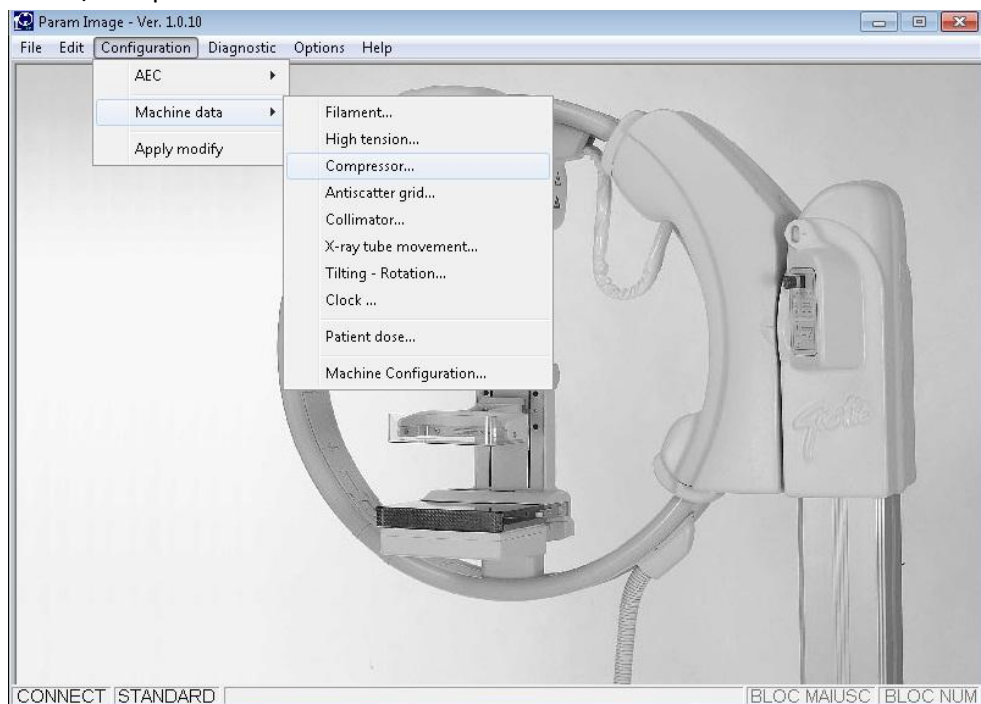 Param Image - Ver. 1.0.10
File Edit Configuration Diagnostic Options Help
AEC
Machine data
Apply modify
Filament...
High tension...
Compressor...
Antiscatter grid...
Collimator...
X-ray tube movement...
Tilting - Rotation...
Clock ...
Patient dose...
Machine Configuration...
CONNECT STANDARD BLOC MAIUSC BLOC NUM